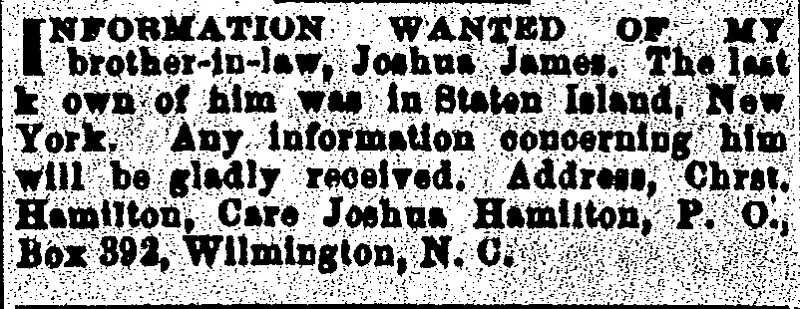 INFORMATION WANTED OF MY
brother-in-law, Joshua James. The last
k own of him was in Staten Island, New
York. Any information concerning him
will be gladly received. Address, Chrst.
Hamilton, Care Joshua Hamilton, P. O.,
Box 392, Wilmington, N. C.